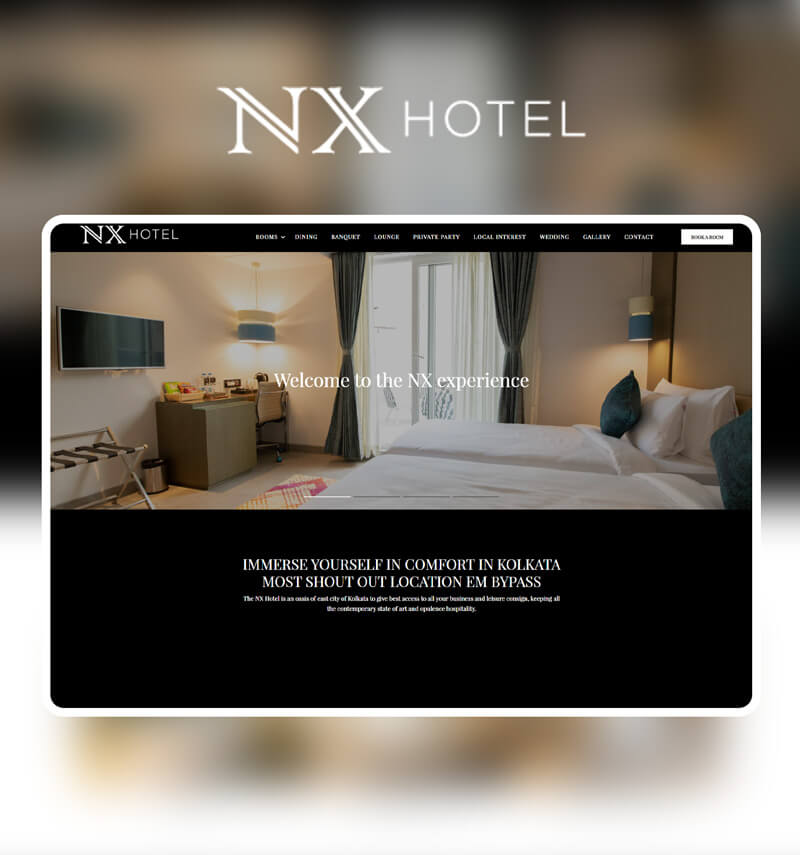 NX HOTEL
NX HOTEL
ROOMS DINING BANQUET LOUNGE PRIVATE PARTY LOCAL INTEREST WEDDING GALLERY CONTACT BOOK A ROOM
Welcome to the NX experience
IMMERSE YOURSELF IN COMFORT IN KOLKATA
MOST SHOUT OUT LOCATION EM BYPASS
The NX Hotel is an oasis of east city of Kolkata to give best access to all your business and leisure consign, keeping all
the contemporary state of art and opulence hospitality.